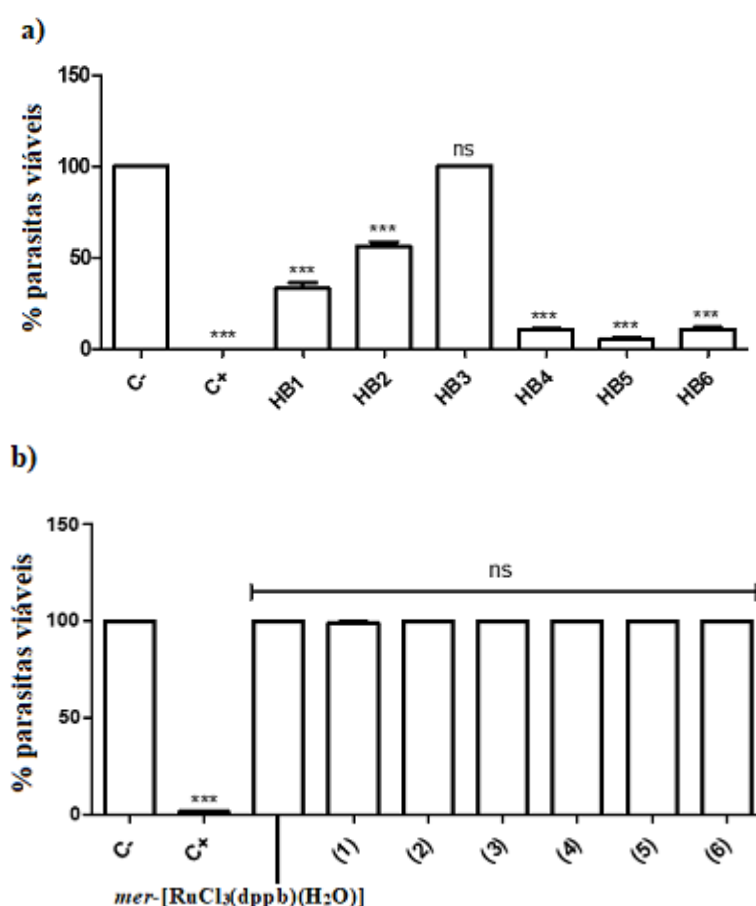 a)
% parasitas viáveis
150
100
50
0
ns
***
***
***
***
***
***
C-
C+
HB1
HB2
HB3
HB4
HB5
HB6
b)
% parasitas viáveis
150
100
50
0
ns
***
C-
C+
(1)
(2)
(3)
(4)
(5)
(6)
mer-[RuCl₃(dppb)(H₂O)]